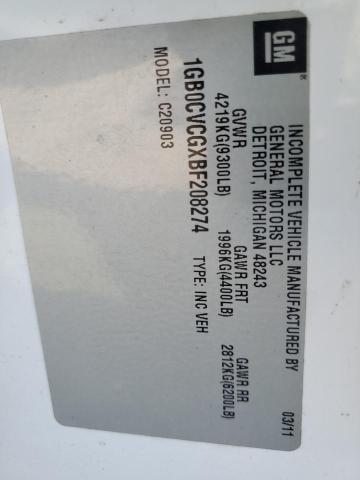 GM
®
INCOMPLETE VEHICLE MANUFACTURED BY
GENERAL MOTORS LLC
DETROIT, MICHIGAN 48243
03/11
GVWR GAWR FRT GAWR RR
4219KG(9300LB) 1996KG(4400LB) 2812KG(6200LB)
1GB0CVCGXBF208274 TYPE: INC VEH
MODEL: C20903